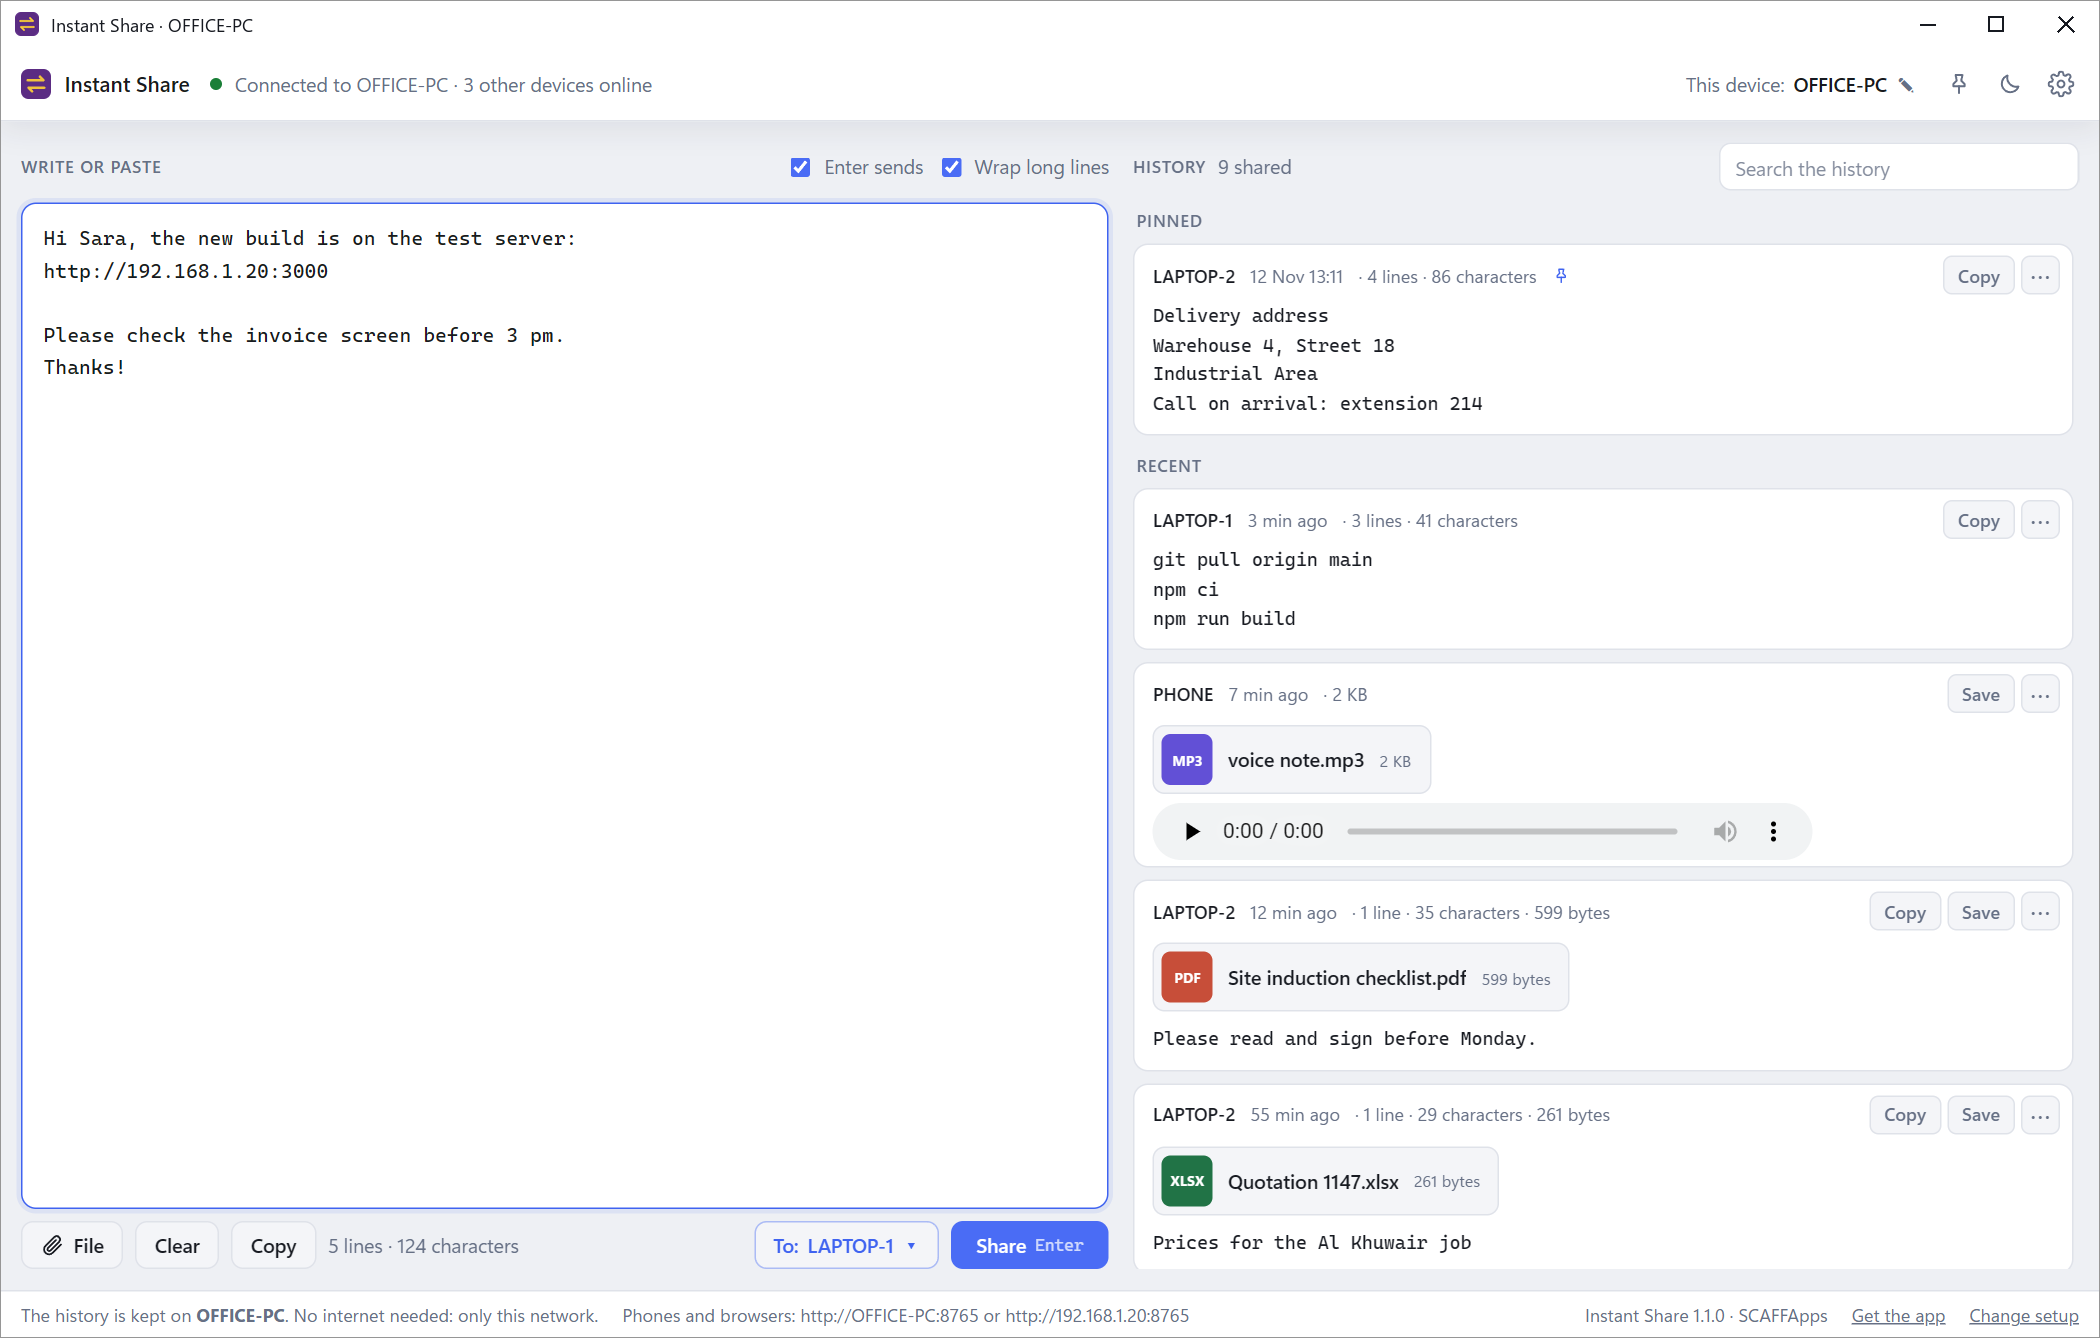 Instant Share · OFFICE-PC
Instant Share
Connected to OFFICE-PC · 3 other devices online
This device: OFFICE-PC
WRITE OR PASTE
Enter sends
Wrap long lines
Hi Sara, the new build is on the test server:
http://192.168.1.20:3000
Please check the invoice screen before 3 pm.
Thanks!
File
Clear
Copy
5 lines · 124 characters
To: LAPTOP-1
Share Enter
HISTORY 9 shared
Search the history
PINNED
LAPTOP-2 12 Nov 13:11 · 4 lines · 86 characters
Copy
...
Delivery address
Warehouse 4, Street 18
Industrial Area
Call on arrival: extension 214
RECENT
LAPTOP-1 3 min ago · 3 lines · 41 characters
Copy
...
git pull origin main
npm ci
npm run build
PHONE 7 min ago · 2 KB
Save
...
MP3 voice note.mp3 2 KB
0:00 / 0:00
LAPTOP-2 12 min ago · 1 line · 35 characters · 599 bytes
Copy
Save
...
PDF Site induction checklist.pdf 599 bytes
Please read and sign before Monday.
LAPTOP-2 55 min ago · 1 line · 29 characters · 261 bytes
Copy
Save
...
XLSX Quotation 1147.xlsx 261 bytes
Prices for the Al Khuwair job
The history is kept on OFFICE-PC. No internet needed: only this network.
Phones and browsers: http://OFFICE-PC:8765 or http://192.168.1.20:8765
Instant Share 1.1.0 · SCAFFApps
Get the app
Change setup